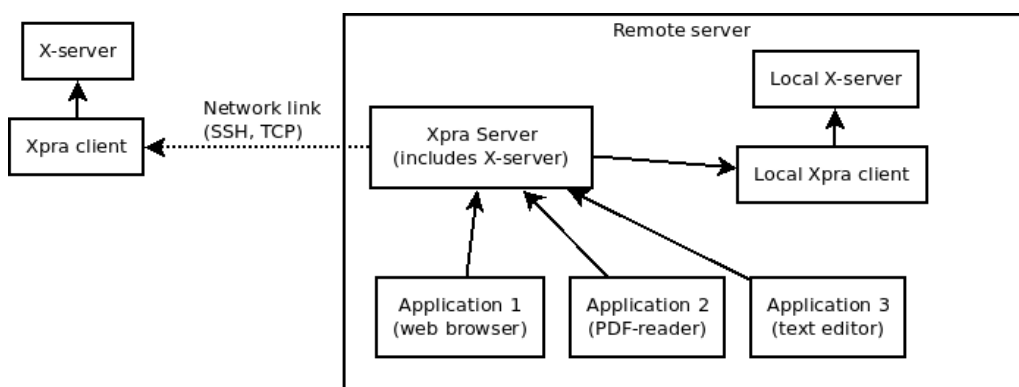 Remote server
X-server
Xpra client
Network link
(SSH, TCP)
Xpra Server
(includes X-server)
Local X-server
Local Xpra client
Application 1
(web browser)
Application 2
(PDF-reader)
Application 3
(text editor)